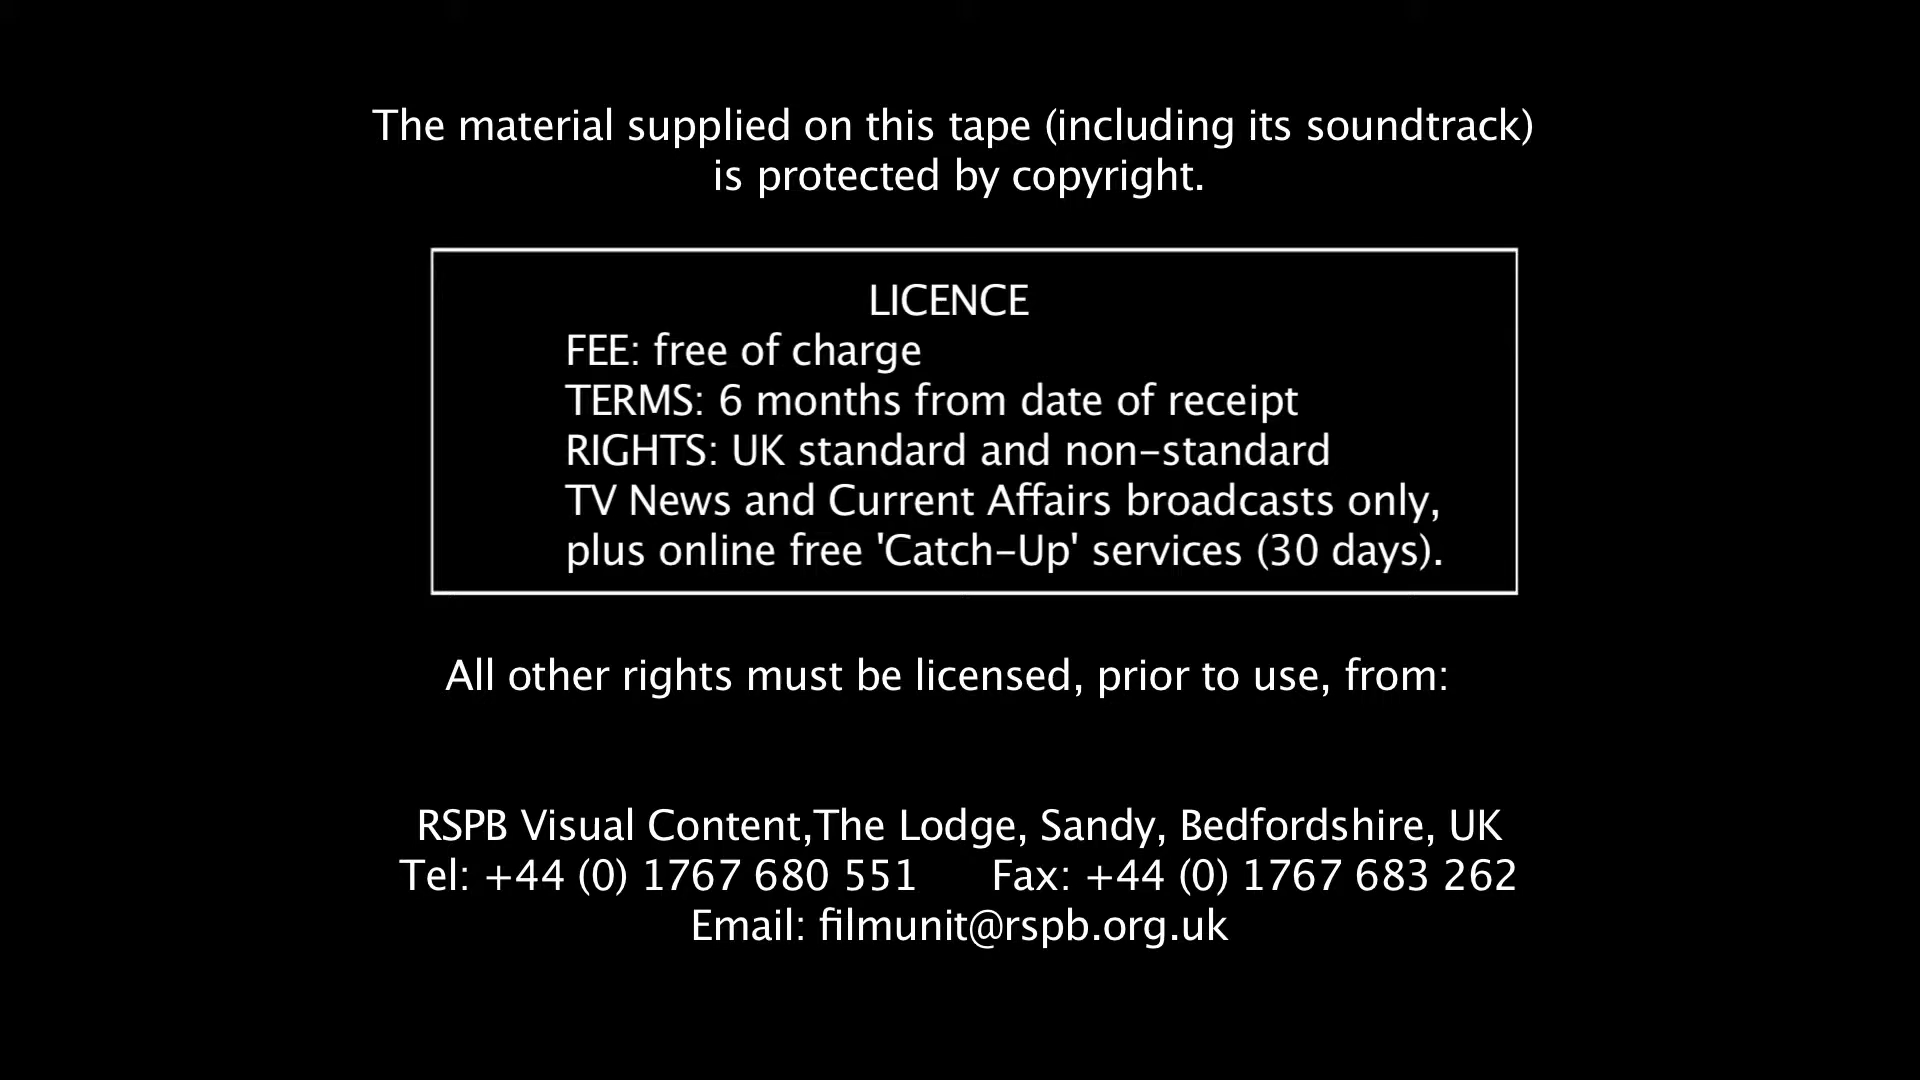 The material supplied on this tape (including its soundtrack)
is protected by copyright.
LICENCE
FEE: free of charge
TERMS: 6 months from date of receipt
RIGHTS: UK standard and non-standard
TV News and Current Affairs broadcasts only,
plus online free 'Catch-Up' services (30 days).
All other rights must be licensed, prior to use, from:
RSPB Visual Content,The Lodge, Sandy, Bedfordshire, UK
Tel: +44 (0) 1767 680 551 Fax: +44 (0) 1767 683 262
Email: filmunit@rspb.org.uk